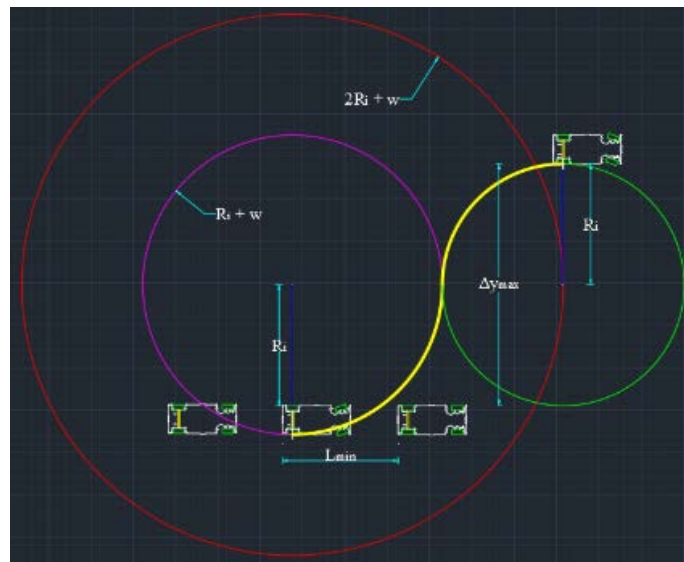 2Ri + w
Ri + w
Ri
Δymax
Ri
Lmin